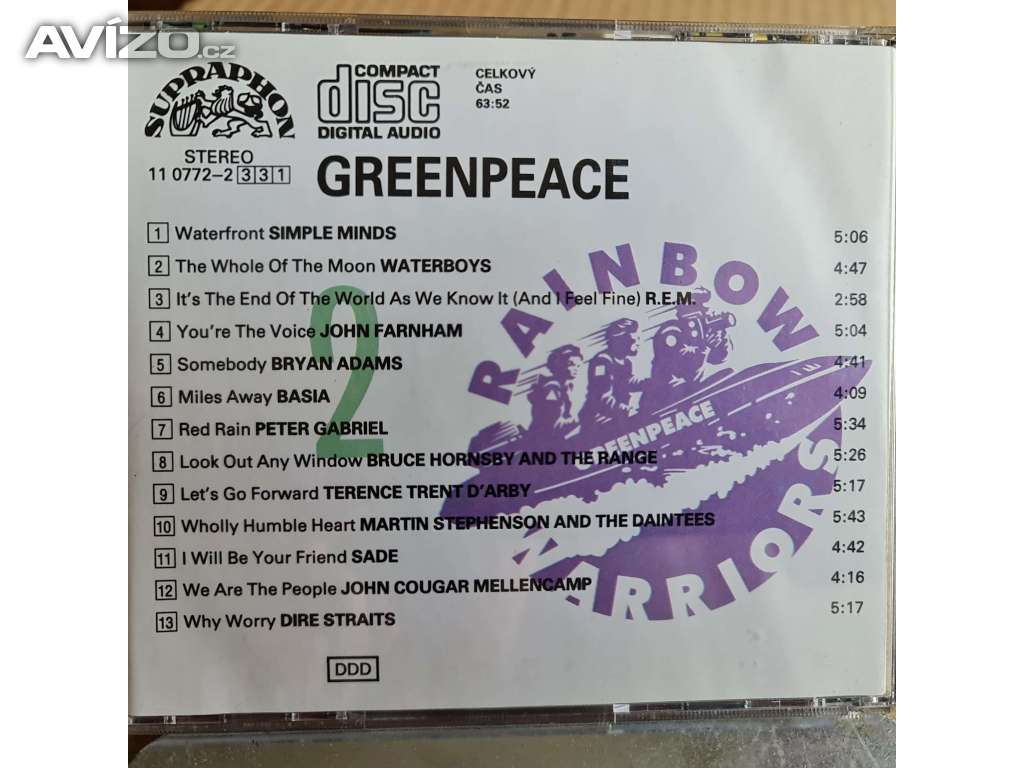 AVÍZO.cz
SUPRAPHON
COMPACT
disc
DIGITAL AUDIO
CELKOVÝ
ČAS
63:52
STEREO
11 0772-2 331
GREENPEACE
1 Waterfront SIMPLE MINDS 5:06
2 The Whole Of The Moon WATERBOYS 4:47
3 It's The End Of The World As We Know It (And I Feel Fine) R.E.M. 2:58
4 You're The Voice JOHN FARNHAM 5:04
5 Somebody BRYAN ADAMS 4:41
6 Miles Away BASIA 4:09
7 Red Rain PETER GABRIEL 5:34
8 Look Out Any Window BRUCE HORNSBY AND THE RANGE 5:26
9 Let's Go Forward TERENCE TRENT D'ARBY 5:17
10 Wholly Humble Heart MARTIN STEPHENSON AND THE DAINTEES 5:43
11 I Will Be Your Friend SADE 4:42
12 We Are The People JOHN COUGAR MELLENCAMP 4:16
13 Why Worry DIRE STRAITS 5:17
2
RAINBOW
GREENPEACE
WARRIORS
DDD